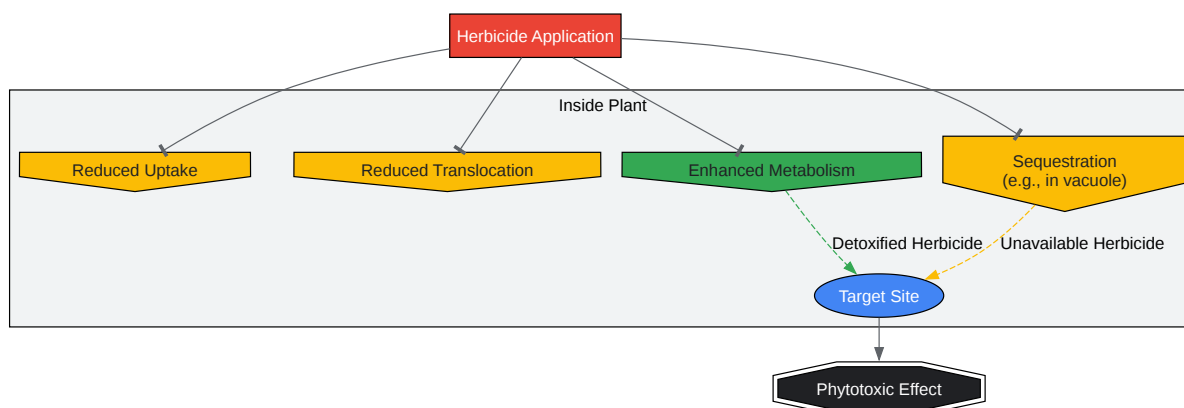 Herbicide Application
Inside Plant
Reduced Uptake
Reduced Translocation
Enhanced Metabolism
Sequestration
(e.g., in vacuole)
Detoxified Herbicide
Unavailable Herbicide
Target Site
Phytotoxic Effect